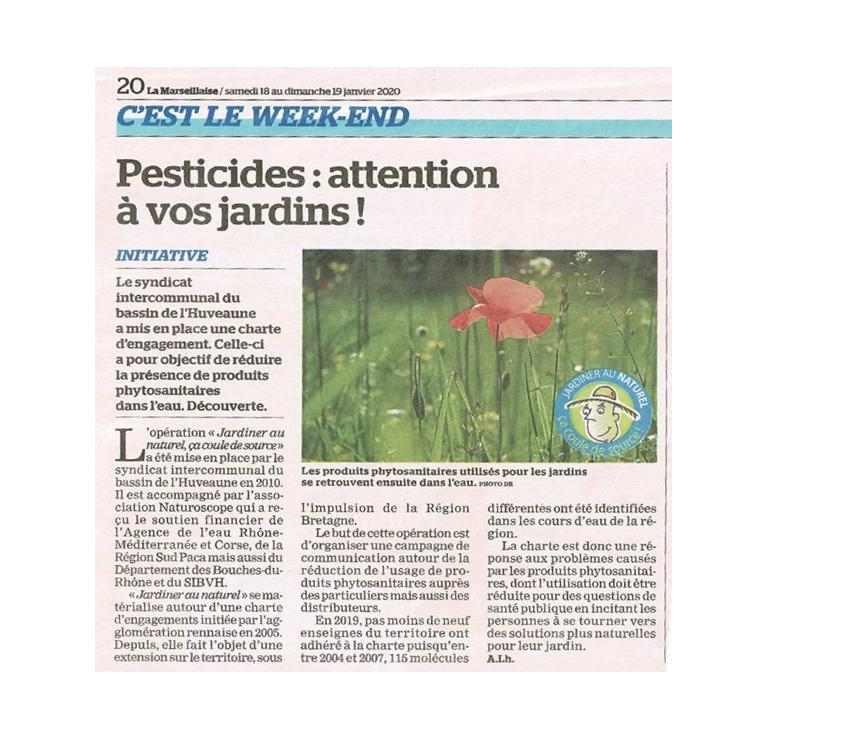 20 La Marseillaise / samedi 18 au dimanche 19 janvier 2020
C'EST LE WEEK-END
Pesticides : attention
à vos jardins !
INITIATIVE
Le syndicat
intercommunal du
bassin de l'Huveaune
a mis en place une charte
d'engagement. Celle-ci
a pour objectif de réduire
la présence de produits
phytosanitaires
dans l'eau. Découverte.
L'opération « Jardiner au
naturel, ça coule de source »
a été mise en place par le
syndicat intercommunal du
bassin de l'Huveaune en 2010.
Il est accompagné par l'asso-
ciation Naturoscope qui a re-
çu le soutien financier de
l'Agence de l'eau Rhône-
Méditerranée et Corse, de la
Région Sud Paca mais aussi du
Département des Bouches-du-
Rhône et du SIBVH.
« Jardiner au naturel » se ma-
térialise autour d'une charte
d'engagements initiée par l'ag-
glomération rennaise en 2005.
Depuis, elle fait l'objet d'une
extension sur le territoire, sous
JARDINER AU NATUREL
ça coule de source !
Les produits phytosanitaires utilisés pour les jardins
se retrouvent ensuite dans l'eau. PHOTO DR
l'impulsion de la Région
Bretagne.
Le but de cette opération est
d'organiser une campagne de
communication autour de la
réduction de l'usage de pro-
duits phytosanitaires auprès
des particuliers mais aussi des
distributeurs.
En 2019, pas moins de neuf
enseignes du territoire ont
adhéré à la charte puisqu'en-
tre 2004 et 2007, 115 molécules
différentes ont été identifiées
dans les cours d'eau de la ré-
gion.
La charte est donc une ré-
ponse aux problèmes causés
par les produits phytosanitai-
res, dont l'utilisation doit être
réduite pour des questions de
santé publique en incitant les
personnes à se tourner vers
des solutions plus naturelles
pour leur jardin.
A.Lh.